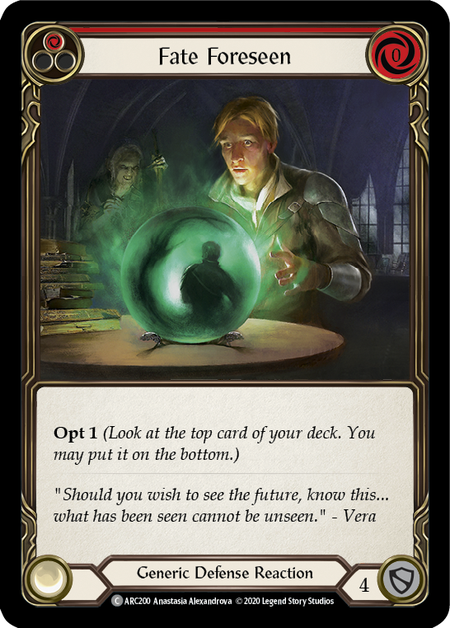 Fate Foreseen
0
Opt 1 (Look at the top card of your deck. You
may put it on the bottom.)
"Should you wish to see the future, know this...
what has been seen cannot be unseen." - Vera
Generic Defense Reaction
4
C ARC200 Anastasia Alexandrova © 2020 Legend Story Studios